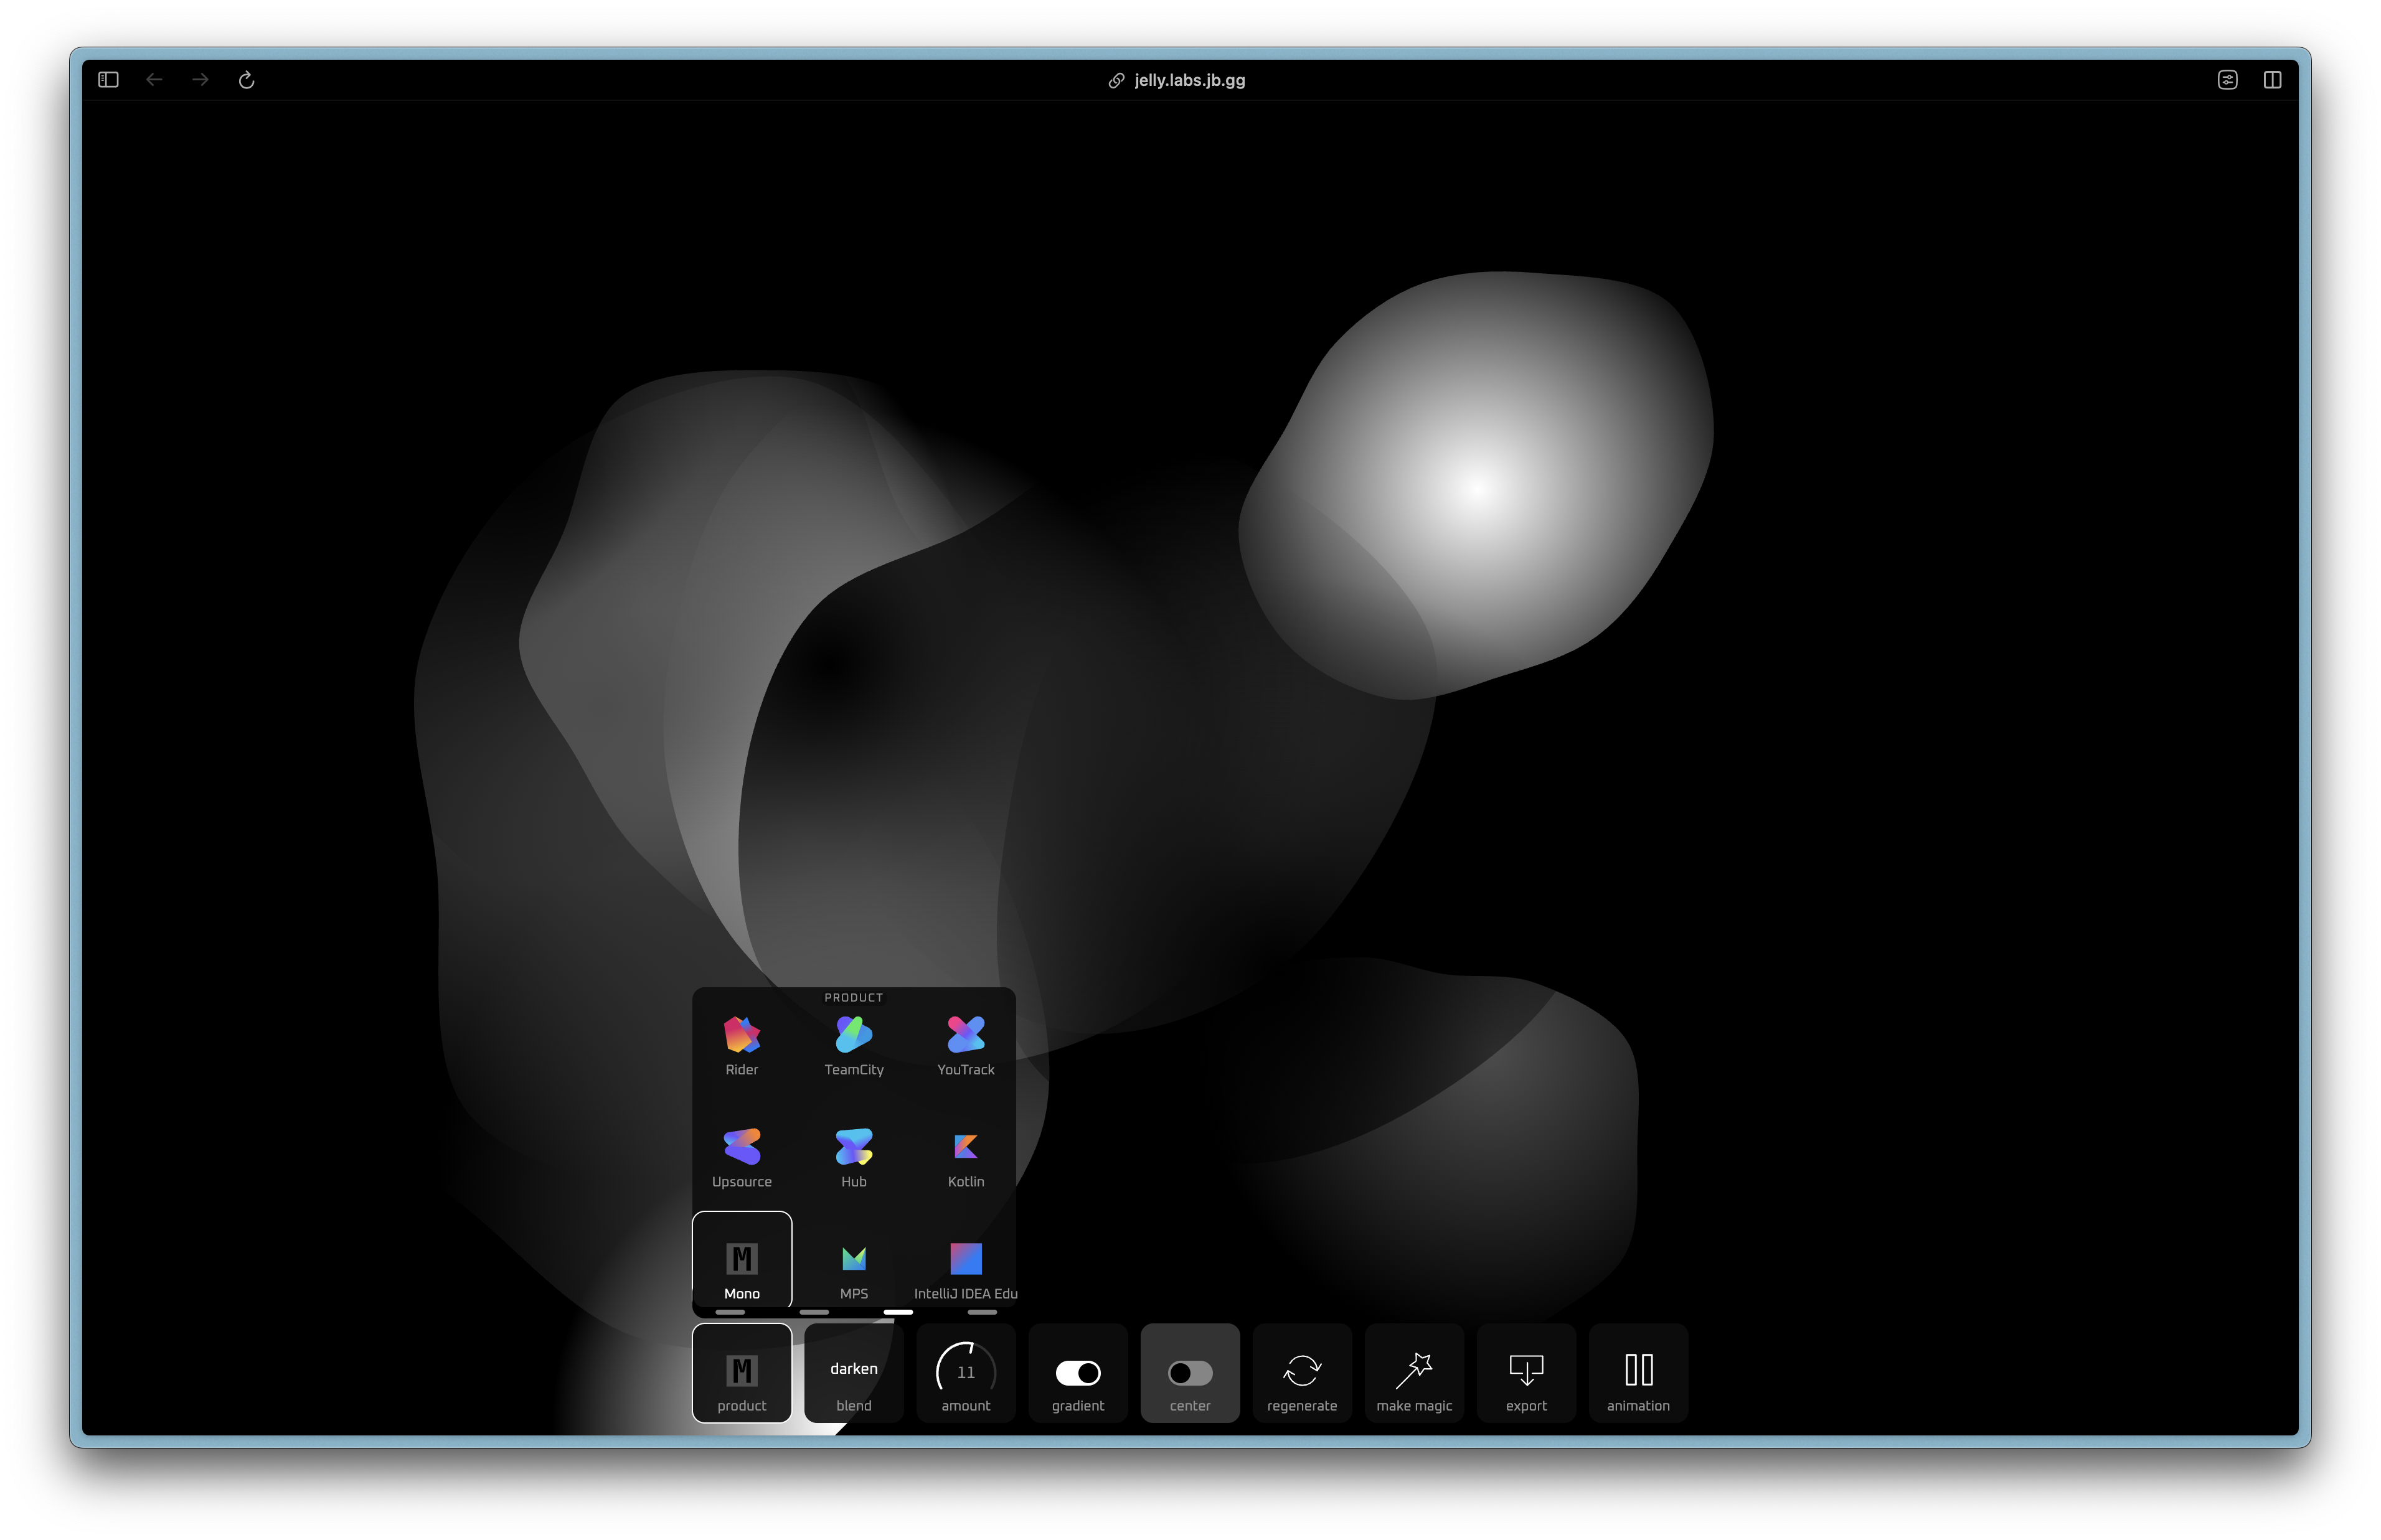 jelly.labs.jb.gg
PRODUCT
Rider TeamCity YouTrack
Upsource Hub Kotlin
M
Mono MPS IntelliJ IDEA Edu
M darken 11
product blend amount gradient center regenerate make magic export animation